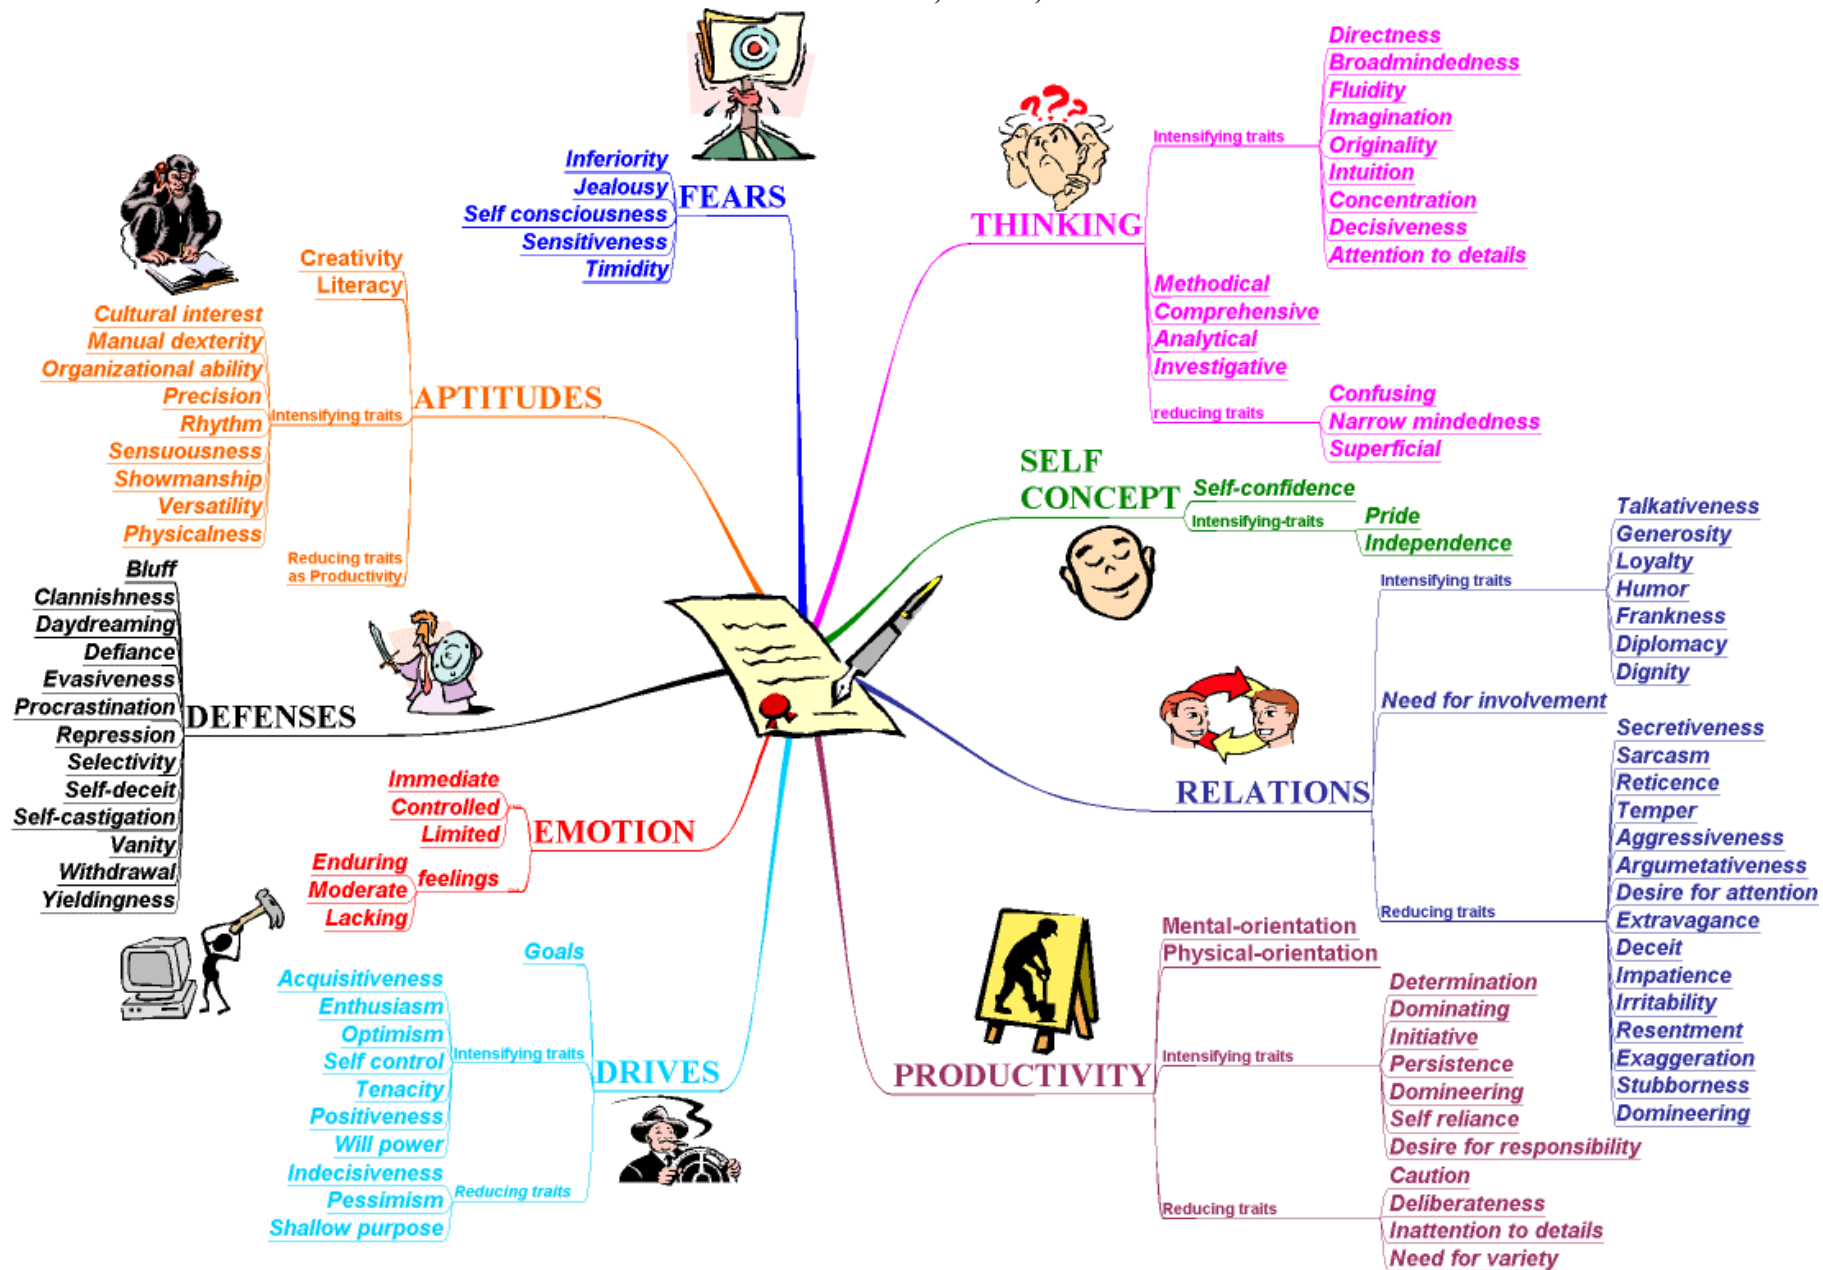 FEARS
Inferiority
Jealousy
Self consciousness
Sensitiveness
Timidity
THINKING
Intensifying traits
Directness
Broadmindedness
Fluidity
Imagination
Originality
Intuition
Concentration
Decisiveness
Attention to details
Methodical
Comprehensive
Analytical
Investigative
reducing traits
Confusing
Narrow mindedness
Superficial
SELF
CONCEPT
Self-confidence
Intensifying-traits
Pride
Independence
RELATIONS
Intensifying traits
Talkativeness
Generosity
Loyalty
Humor
Frankness
Diplomacy
Dignity
Need for involvement
Reducing traits
Secretiveness
Sarcasm
Reticence
Temper
Aggressiveness
Argumetativeness
Desire for attention
Extravagance
Deceit
Impatience
Irritability
Resentment
Exaggeration
Stubborness
Domineering
PRODUCTIVITY
Mental-orientation
Physical-orientation
Intensifying traits
Determination
Dominating
Initiative
Persistence
Domineering
Self reliance
Desire for responsibility
Reducing traits
Caution
Deliberateness
Inattention to details
Need for variety
DRIVES
Goals
Intensifying traits
Acquisitiveness
Enthusiasm
Optimism
Self control
Tenacity
Positiveness
Will power
Reducing traits
Indecisiveness
Pessimism
Shallow purpose
EMOTION
Immediate
Controlled
Limited
feelings
Enduring
Moderate
Lacking
DEFENSES
Bluff
Clannishness
Daydreaming
Defiance
Evasiveness
Procrastination
Repression
Selectivity
Self-deceit
Self-castigation
Vanity
Withdrawal
Yieldingness
APTITUDES
Creativity
Literacy
Intensifying traits
Cultural interest
Manual dexterity
Organizational ability
Precision
Rhythm
Sensuousness
Showmanship
Versatility
Physicalness
Reducing traits
as Productivity